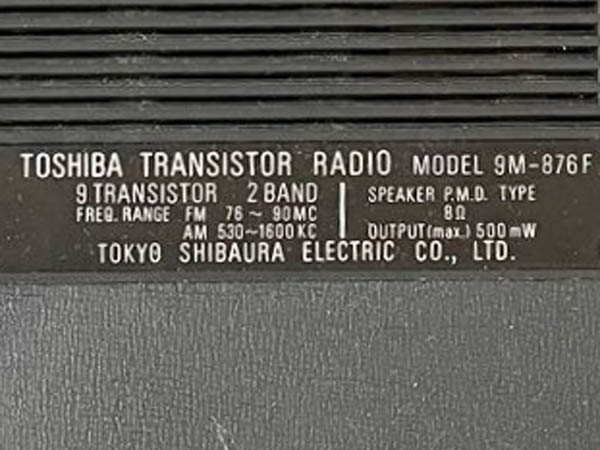 TOSHIBA TRANSISTOR RADIO MODEL 9M-876F
9 TRANSISTOR 2 BAND
FREQ. RANGE FM 76~90MC
AM 530~1600KC
SPEAKER P.M.D. TYPE
8Ω
OUTPUT(max.) 500mW
TOKYO SHIBAURA ELECTRIC CO., LTD.